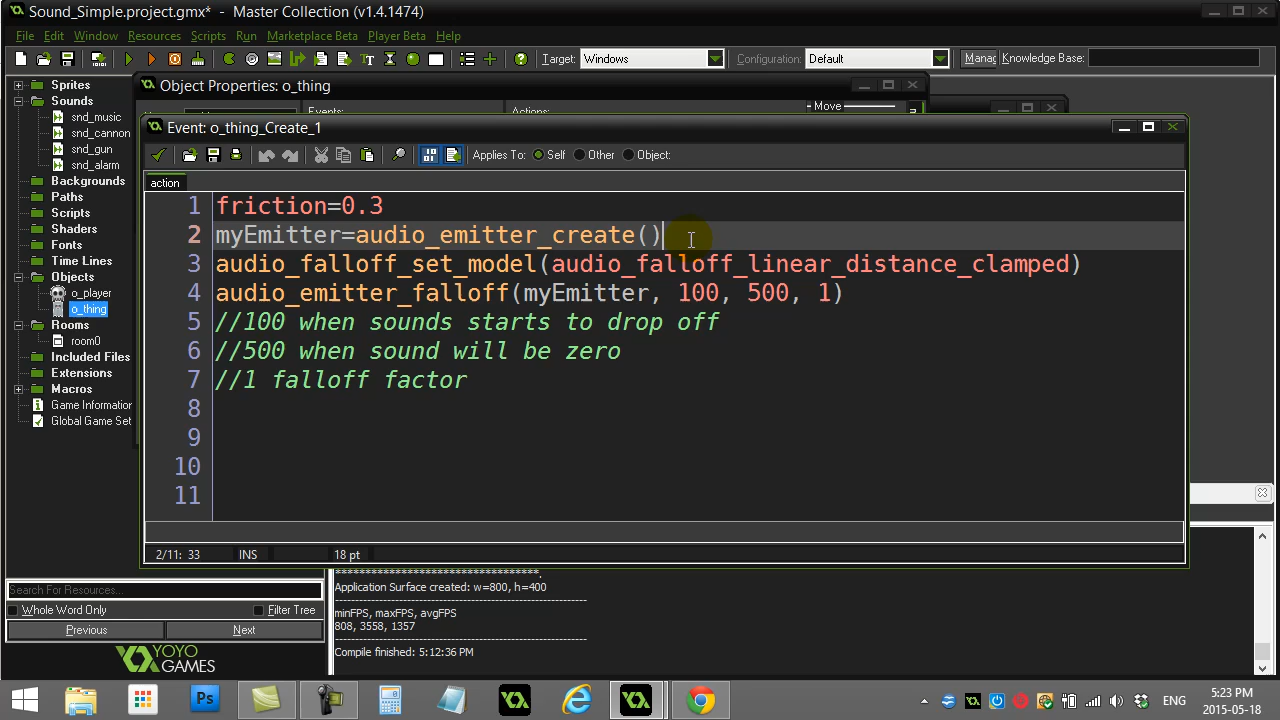 Sound_Simple.project.gmx* - Master Collection (v1.4.1474)
File Edit Window Resources Scripts Run Marketplace Beta Player Beta Help
Target: Windows Configuration: Default Manag Knowledge Base:
Sprites
Sounds
snd_music
snd_cannon
snd_gun
snd_alarm
Backgrounds
Paths
Scripts
Shaders
Fonts
Time Lines
Objects
o_player
o_thing
Rooms
room0
Included Files
Extensions
Macros
Game Information
Global Game Set
Object Properties: o_thing
Events: Actions: Move
Event: o_thing_Create_1
Applies To: Self Other Object:
action
1 friction=0.3
2 myEmitter=audio_emitter_create()
3 audio_falloff_set_model(audio_falloff_linear_distance_clamped)
4 audio_emitter_falloff(myEmitter, 100, 500, 1)
5 //100 when sounds starts to drop off
6 //500 when sound will be zero
7 //1 falloff factor
8
9
10
11
2/11: 33 INS 18 pt
Search For Resources...
Whole Word Only Filter Tree
Previous Next
YOYO
GAMES
***********************************.
Application Surface created: w=800, h=400
minFPS, maxFPS, avgFPS
808, 3558, 1357
Compile finished: 5:12:36 PM
Ps
ENG
5:23 PM
2015-05-18